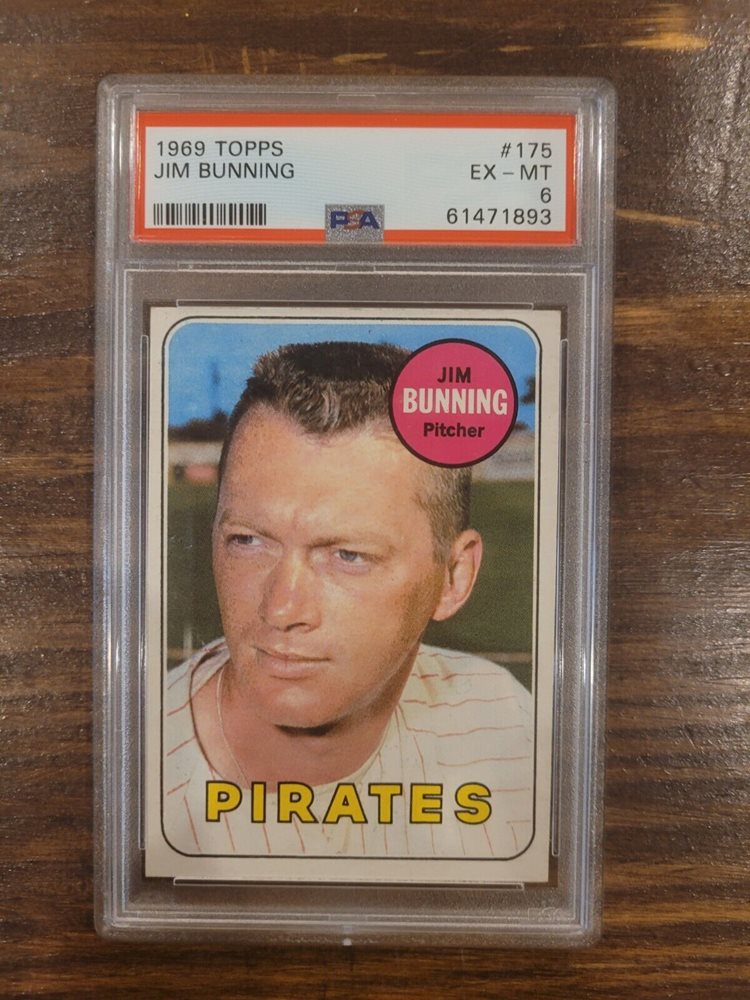 1969 TOPPS #175
JIM BUNNING EX - MT
6
PSA 61471893
JIM
BUNNING
Pitcher
PIRATES